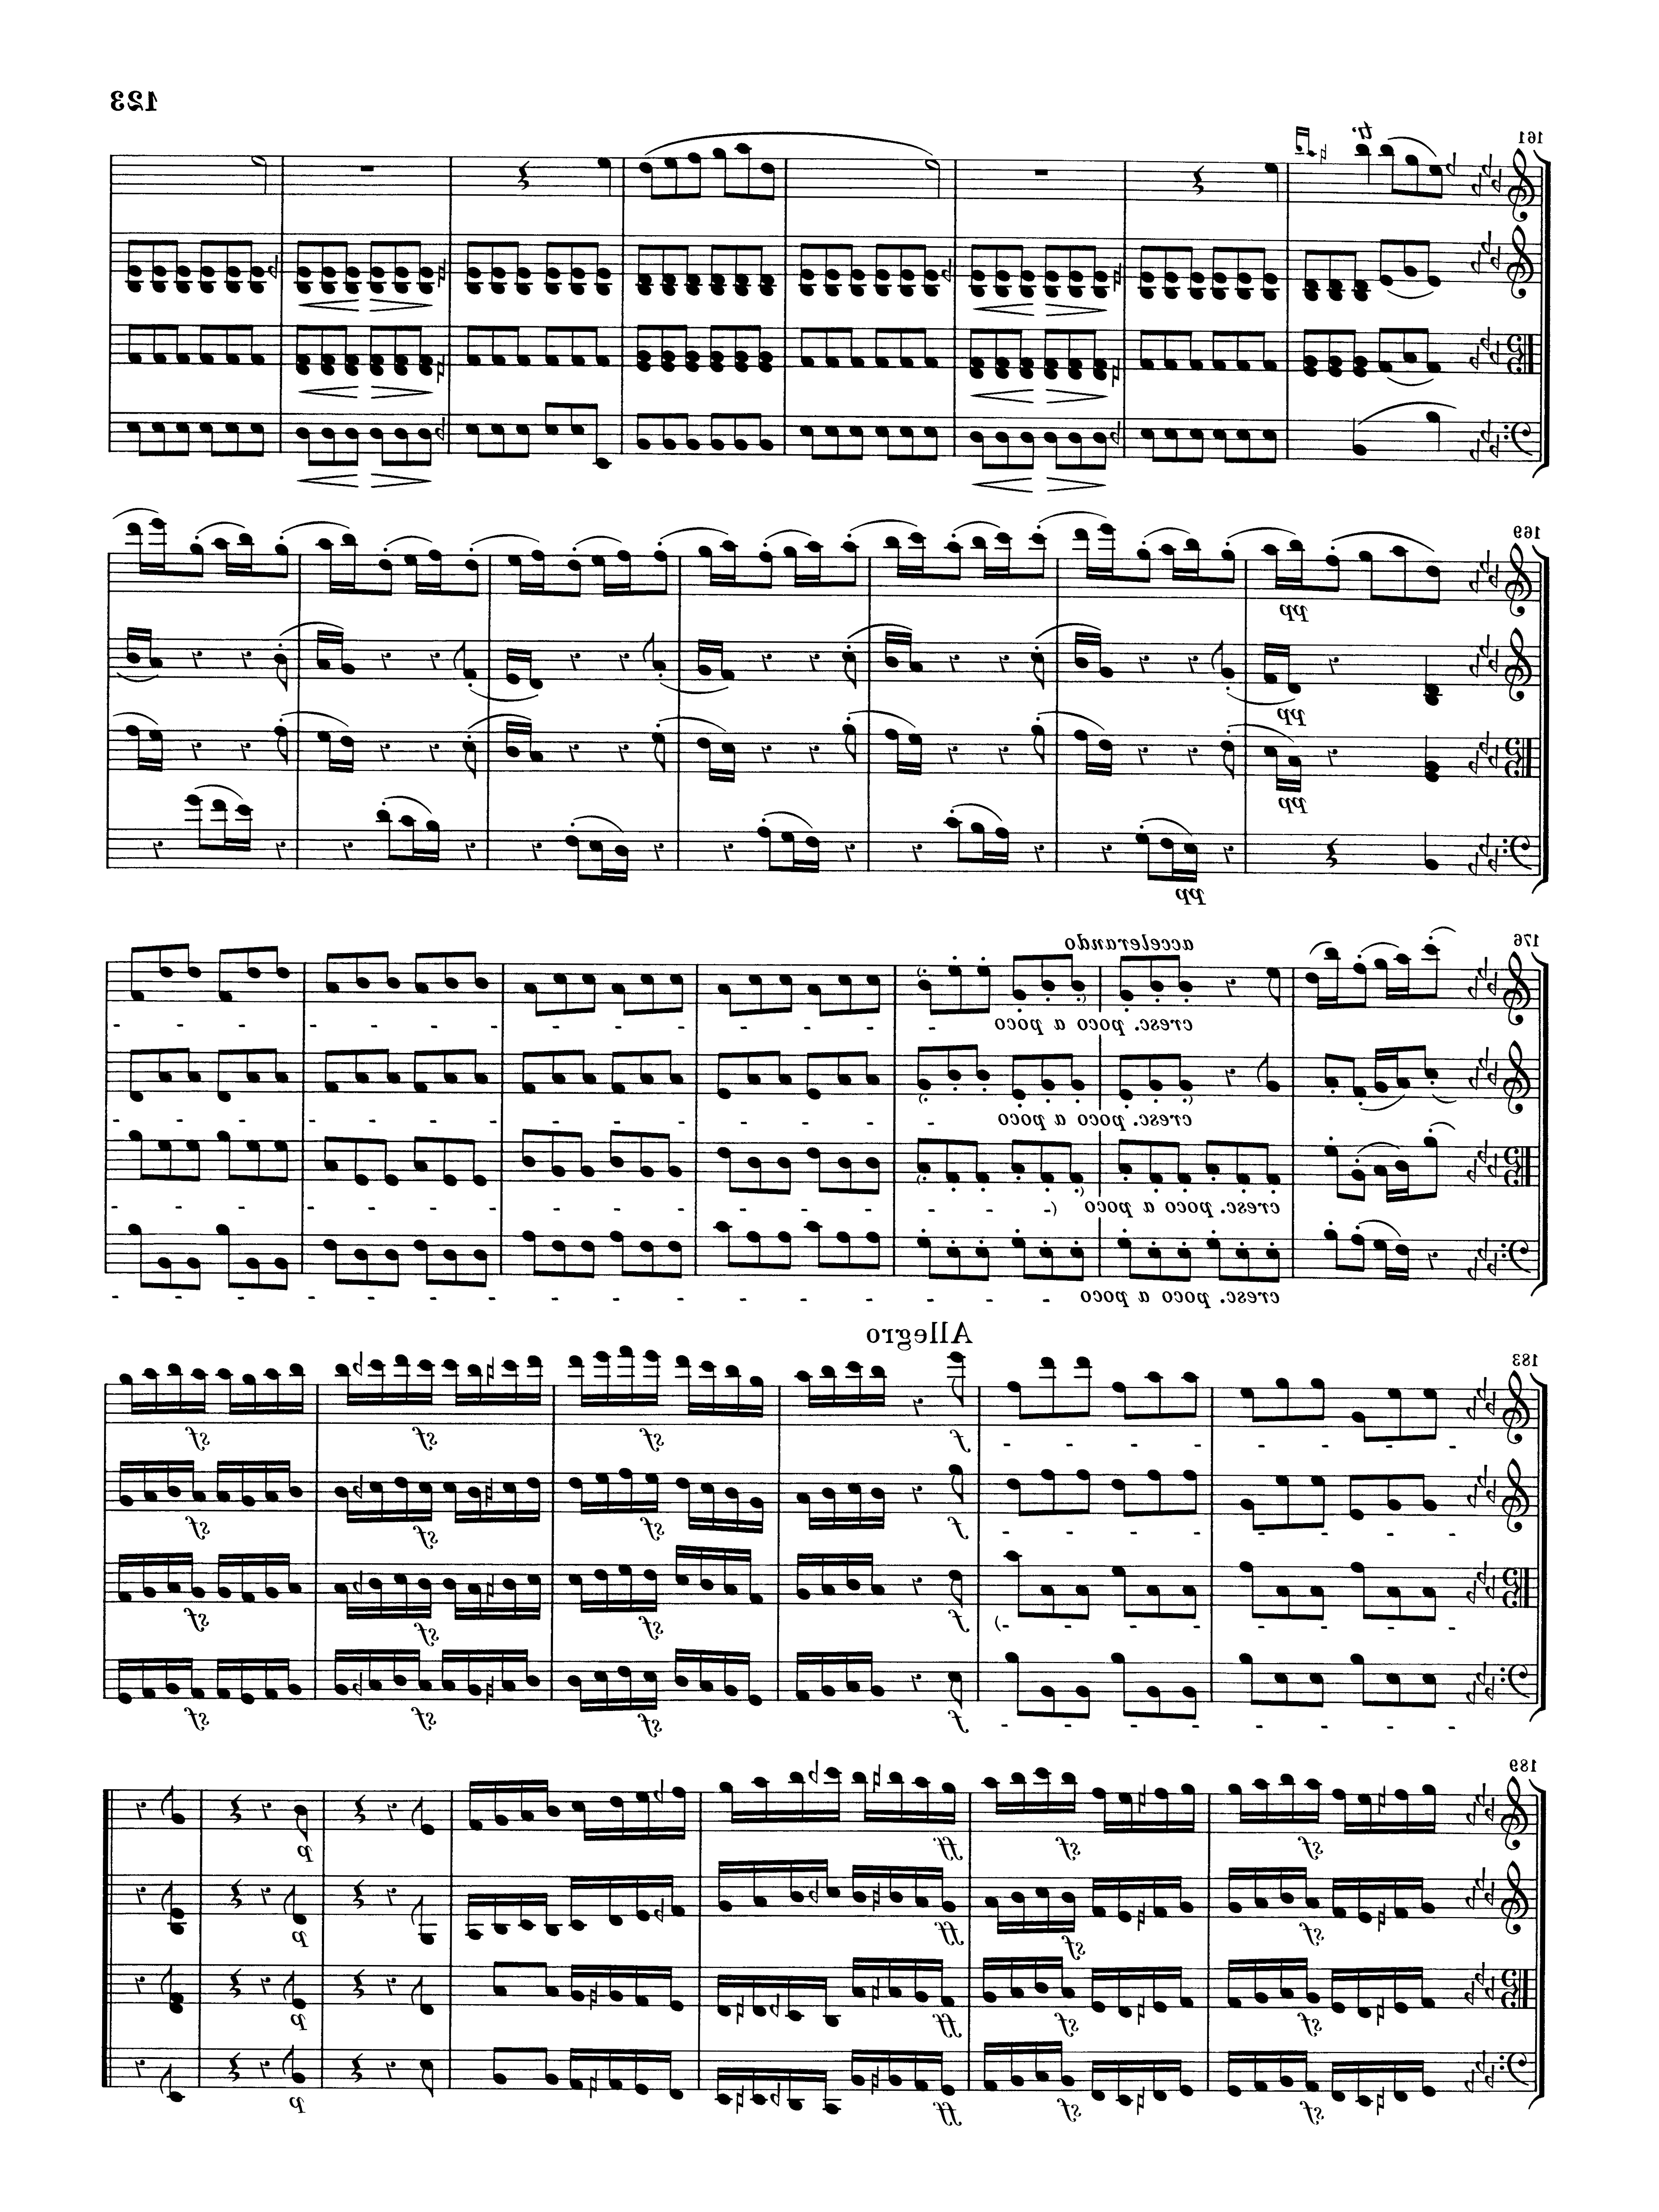 123
161
tr
169
pp
pp
pp
pp
176
accelerando
cresc. poco a poco
cresc. poco a poco
cresc. poco a poco
cresc. poco a poco
Allegro
183
f sf sf sf
f sf sf sf
f sf sf sf
f sf sf sf
189
sf sf ff p
sf sf ff p
sf sf ff p
sf sf ff p